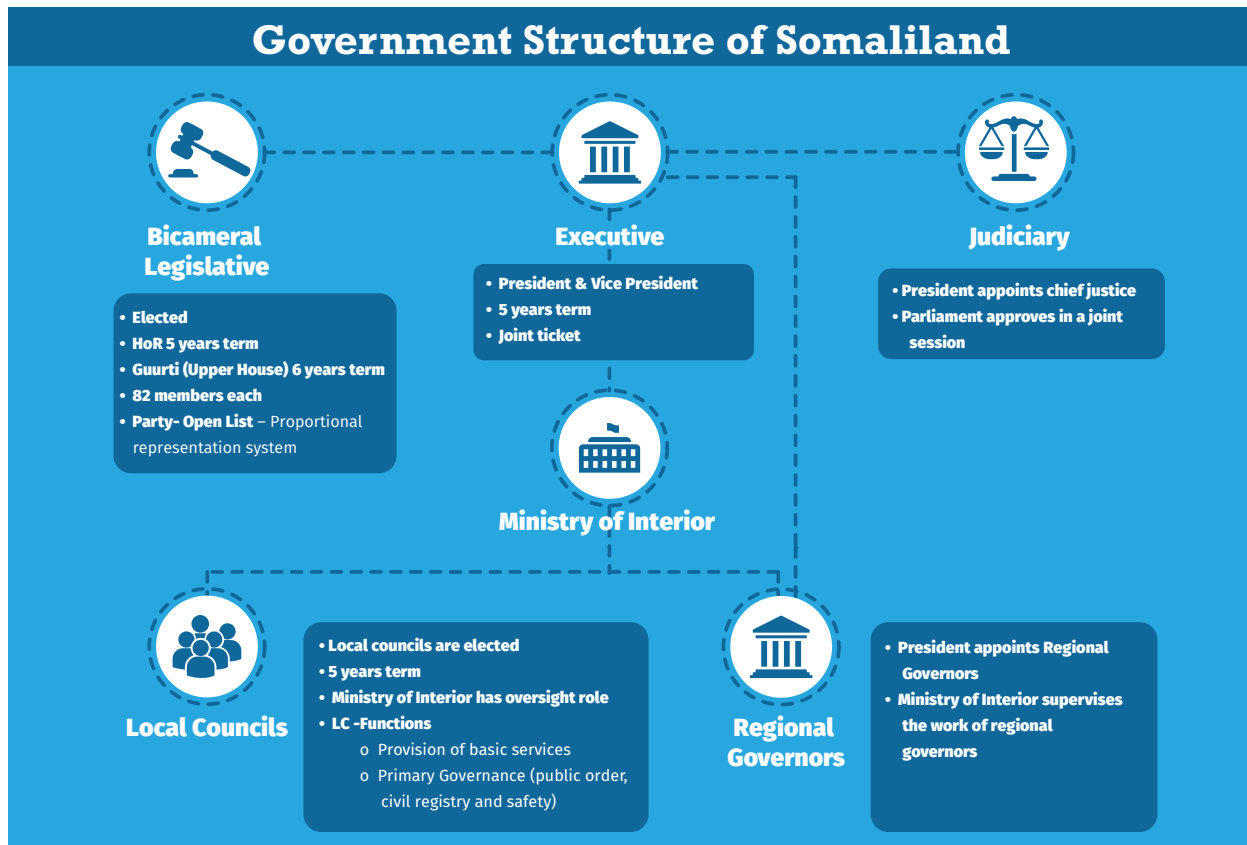 Government Structure of Somaliland
Bicameral
Legislative
• Elected
• HoR 5 years term
• Guurti (Upper House) 6 years term
• 82 members each
• Party- Open List – Proportional
representation system
Executive
• President & Vice President
• 5 years term
• Joint ticket
Judiciary
• President appoints chief justice
• Parliament approves in a joint
session
Ministry of Interior
Local Councils
• Local councils are elected
• 5 years term
• Ministry of Interior has oversight role
• LC -Functions
o Provision of basic services
o Primary Governance (public order,
civil registry and safety)
Regional
Governors
• President appoints Regional
Governors
• Ministry of Interior supervises
the work of regional
governors